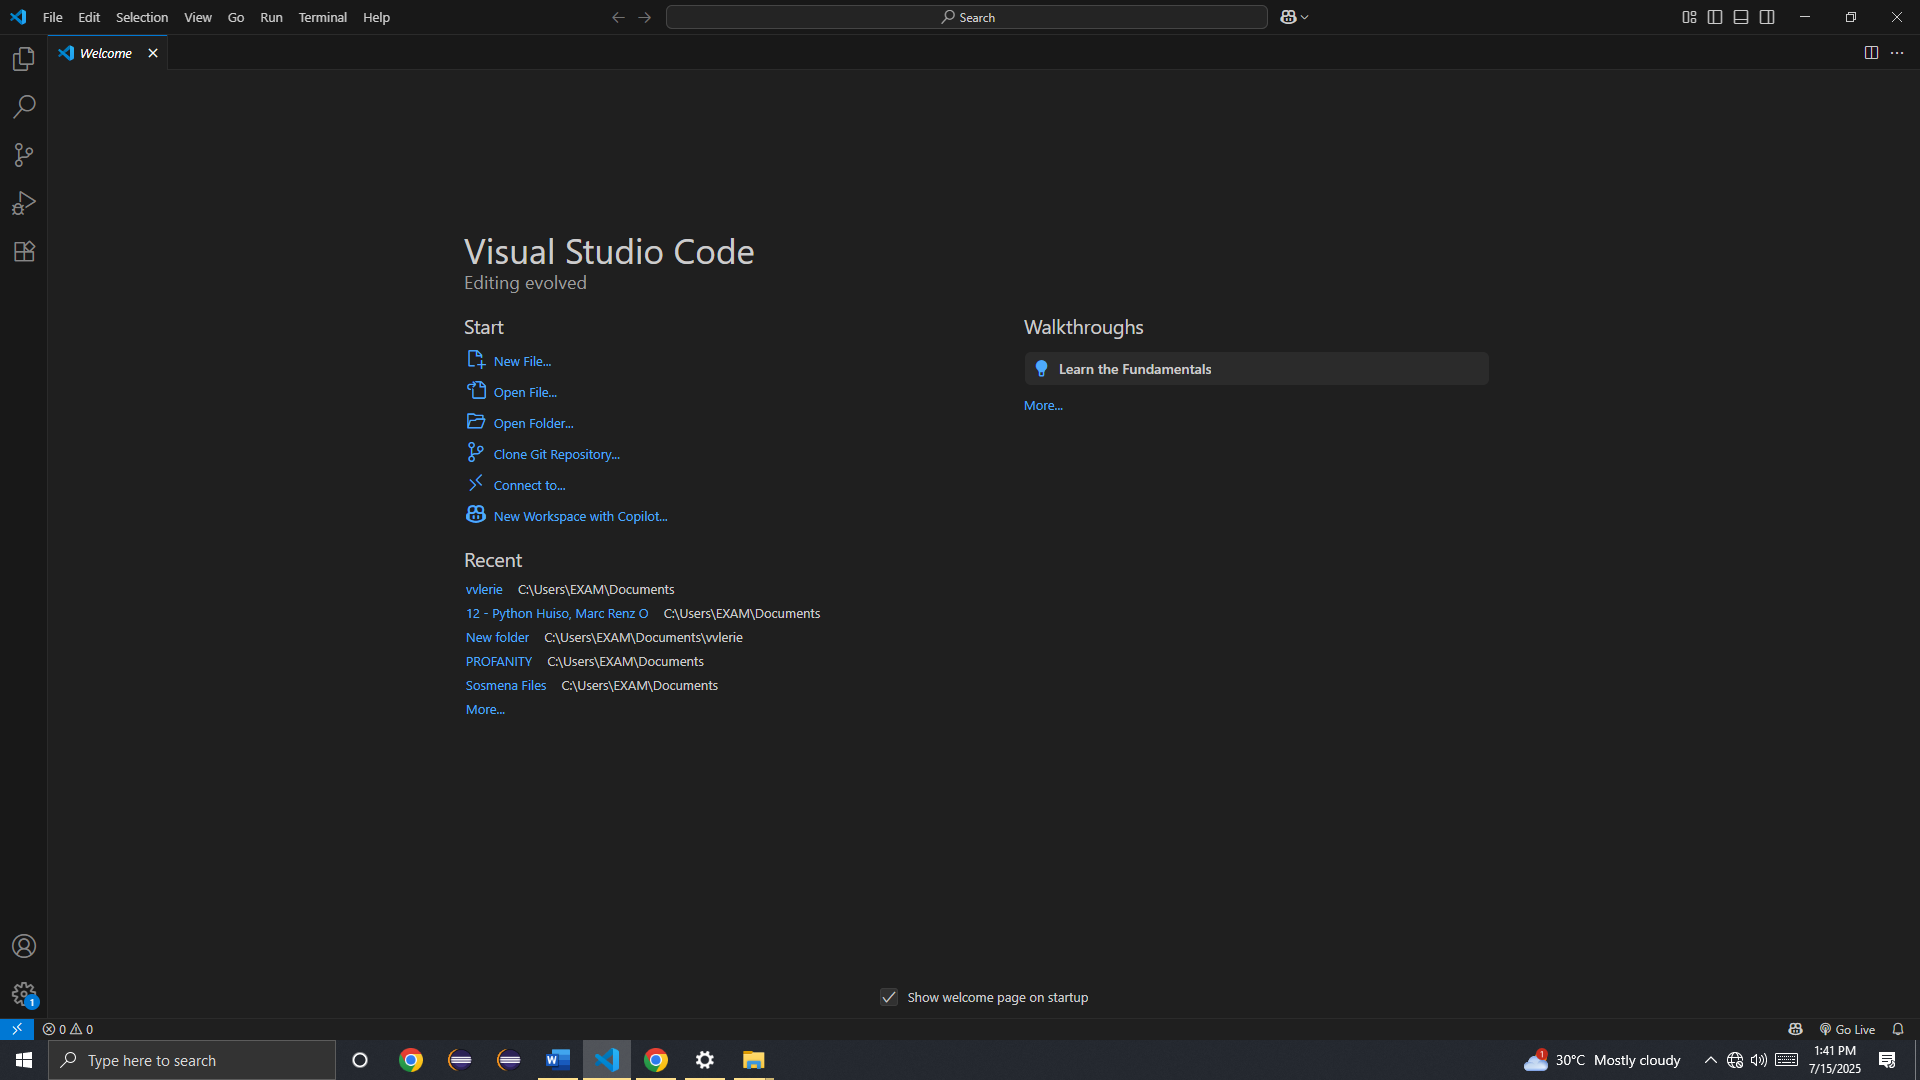 File Edit Selection View Go Run Terminal Help
Search
Welcome
Visual Studio Code
Editing evolved
Start
New File...
Open File...
Open Folder...
Clone Git Repository...
Connect to...
New Workspace with Copilot...
Walkthroughs
Learn the Fundamentals
More...
Recent
vvlerie C:\Users\EXAM\Documents
12 - Python Huiso, Marc Renz O C:\Users\EXAM\Documents
New folder C:\Users\EXAM\Documents\vvlerie
PROFANITY C:\Users\EXAM\Documents
Sosmena Files C:\Users\EXAM\Documents
More...
Show welcome page on startup
1
0 0
Go Live
Type here to search
W
1
30°C Mostly cloudy
1:41 PM
7/15/2025